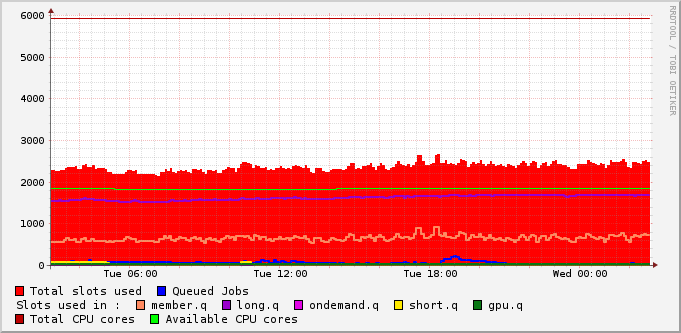 6000
5000
4000
3000
2000
1000
0
Tue 06:00 Tue 12:00 Tue 18:00 Wed 00:00
RRDTOOL / TOBI OETIKER
Total slots used Queued Jobs
Slots used in : member.q long.q ondemand.q short.q gpu.q
Total CPU cores Available CPU cores